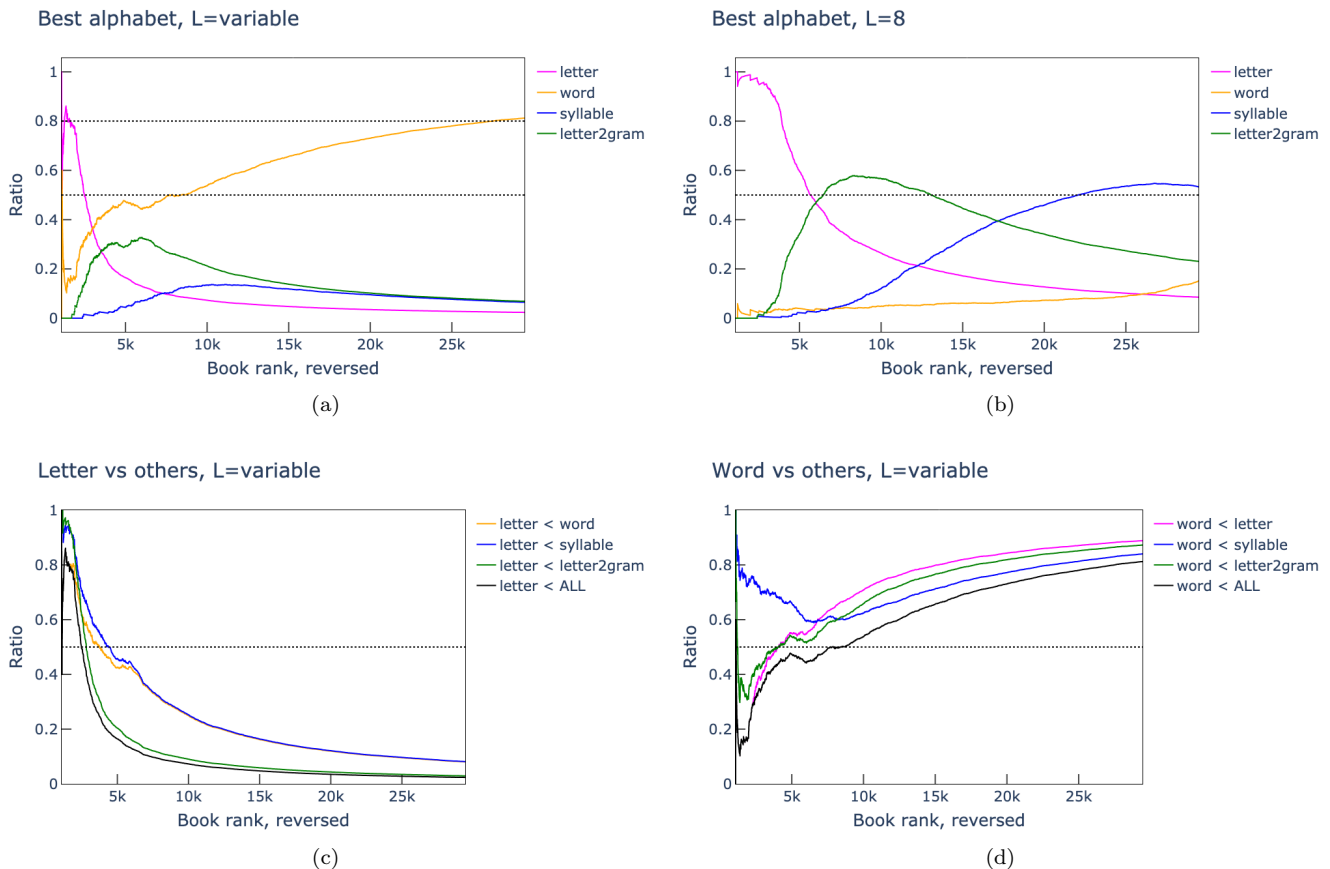 Best alphabet, L=variable
1
0.8
0.6
0.4
0.2
0
Ratio
5k 10k 15k 20k 25k
Book rank, reversed
letter
word
syllable
letter2gram
(a)
Best alphabet, L=8
1
0.8
0.6
0.4
0.2
0
Ratio
5k 10k 15k 20k 25k
Book rank, reversed
letter
word
syllable
letter2gram
(b)
Letter vs others, L=variable
1
0.8
0.6
0.4
0.2
0
Ratio
5k 10k 15k 20k 25k
Book rank, reversed
letter < word
letter < syllable
letter < letter2gram
letter < ALL
(c)
Word vs others, L=variable
1
0.8
0.6
0.4
0.2
0
Ratio
5k 10k 15k 20k 25k
Book rank, reversed
word < letter
word < syllable
word < letter2gram
word < ALL
(d)